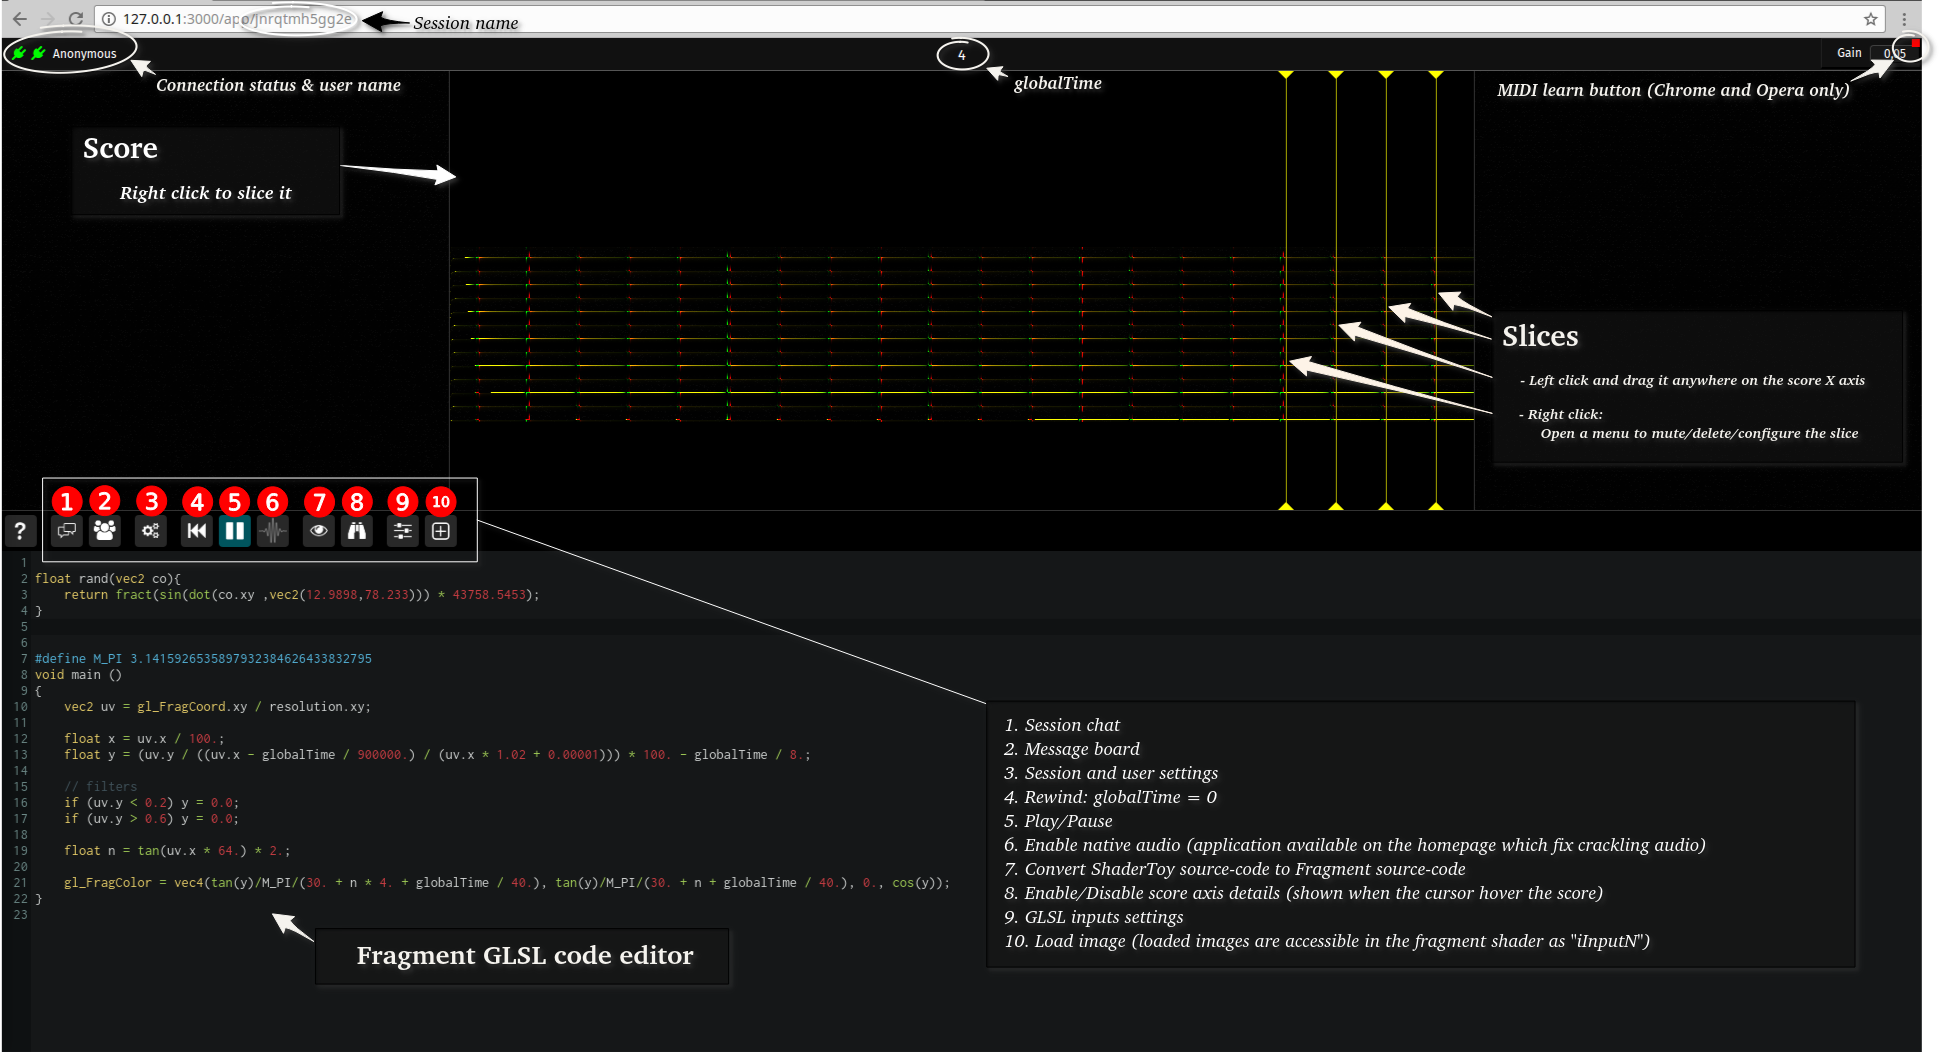 127.0.0.1:3000/app/jnrqtmh5gg2e
Session name
Anonymous
4
Gain
0.05
Connection status & user name
globalTime
MIDI learn button (Chrome and Opera only)
Score
Right click to slice it
Slices
- Left click and drag it anywhere on the score X axis
- Right click:
Open a menu to mute/delete/configure the slice
1 2 3 4 5 6 7 8 9 10
?
1
2 float rand(vec2 co){
3     return fract(sin(dot(co.xy ,vec2(12.9898,78.233))) * 43758.5453);
4 }
5
6
7 #define M_PI 3.1415926535897932384626433832795
8 void main ()
9 {
10     vec2 uv = gl_FragCoord.xy / resolution.xy;
11
12     float x = uv.x / 100.;
13     float y = (uv.y / ((uv.x - globalTime / 900000.) / (uv.x * 1.02 + 0.00001))) * 100. - globalTime / 8.;
14
15     // filters
16     if (uv.y < 0.2) y = 0.0;
17     if (uv.y > 0.6) y = 0.0;
18
19     float n = tan(uv.x * 64.) * 2.;
20
21     gl_FragColor = vec4(tan(y)/M_PI/(30. + n * 4. + globalTime / 40.), tan(y)/M_PI/(30. + n + globalTime / 40.), 0., cos(y));
22 }
23
Fragment GLSL code editor
1. Session chat
2. Message board
3. Session and user settings
4. Rewind: globalTime = 0
5. Play/Pause
6. Enable native audio (application available on the homepage which fix crackling audio)
7. Convert ShaderToy source-code to Fragment source-code
8. Enable/Disable score axis details (shown when the cursor hover the score)
9. GLSL inputs settings
10. Load image (loaded images are accessible in the fragment shader as "iInputN")